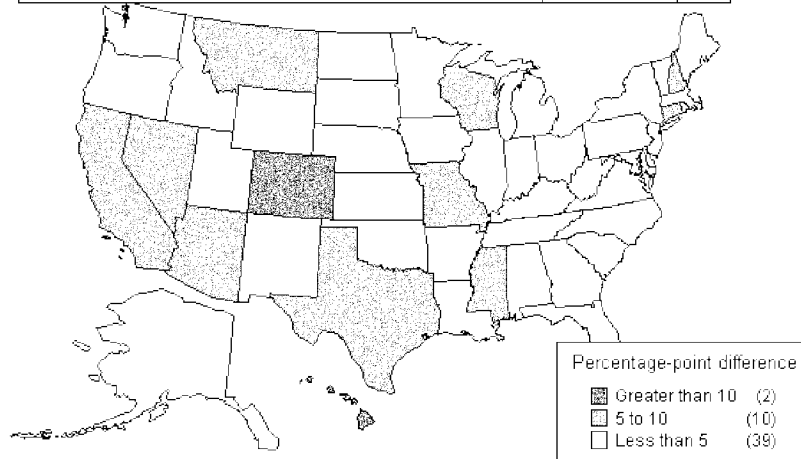 Percentage-point difference
Greater than 10 (2)
5 to 10 (10)
Less than 5 (39)